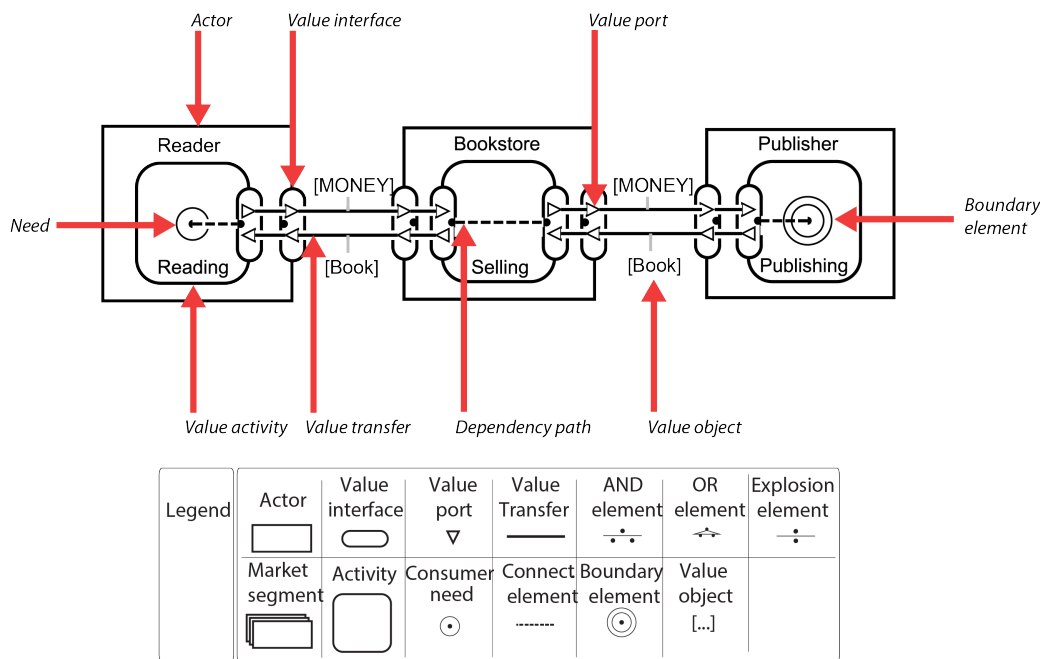 Actor
Value interface
Value port
Reader
Bookstore
Publisher
[MONEY]
[MONEY]
Need
Boundary
element
Reading
[Book]
Selling
[Book]
Publishing
Value activity
Value transfer
Dependency path
Value object
Legend
Actor
Value
interface
Value
port
Value
Transfer
AND
element
OR
element
Explosion
element
Market
segment
Activity
Consumer
need
Connect
element
Boundary
element
Value
object
[...]